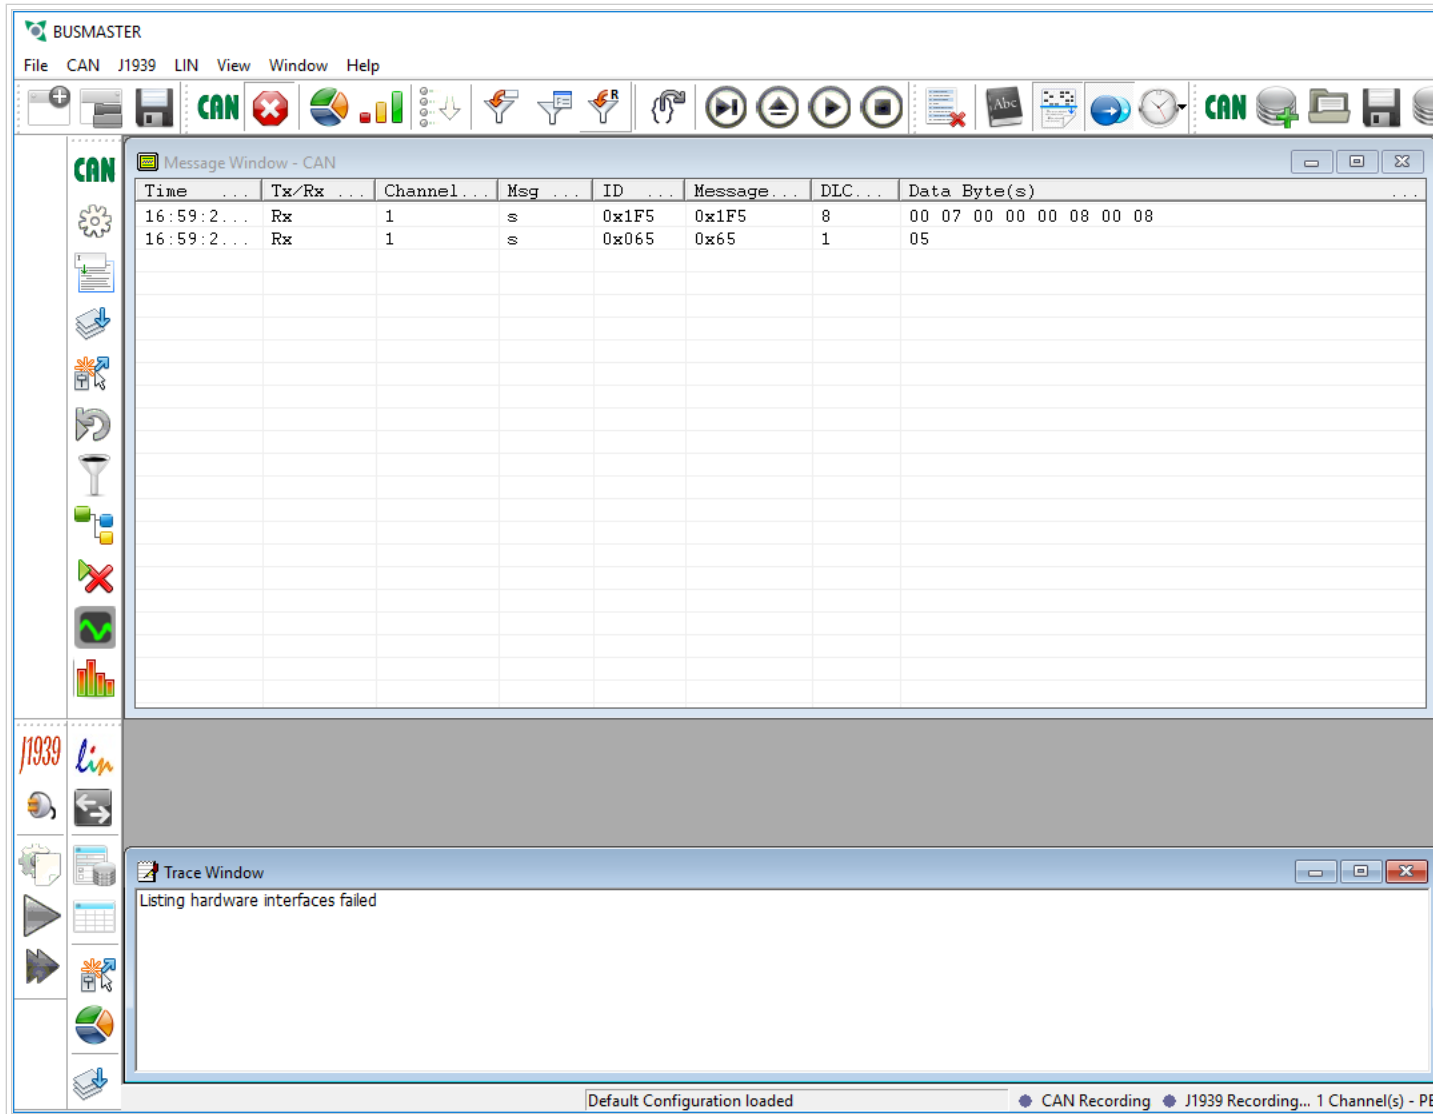 BUSMASTER
File CAN J1939 LIN View Window Help
CAN R Abc CAN
CAN
Message Window - CAN
Time ... Tx/Rx ... Channel... Msg ... ID ... Message... DLC... Data Byte(s) ...
16:59:2... Rx 1 s 0x1F5 0x1F5 8 00 07 00 00 00 08 00 08
16:59:2... Rx 1 s 0x065 0x65 1 05
J1939 lin
Trace Window
Listing hardware interfaces failed
Default Configuration loaded CAN Recording J1939 Recording... 1 Channel(s) -